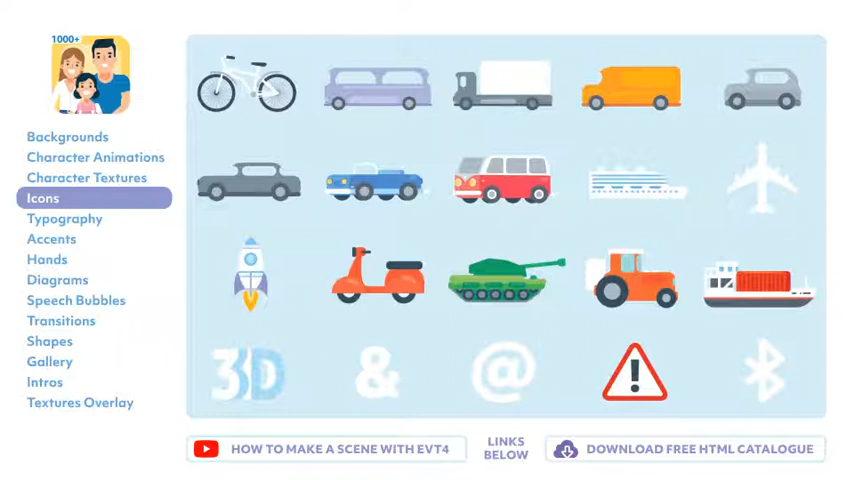 1000+
Backgrounds
Character Animations
Character Textures
Icons
Typography
Accents
Hands
Diagrams
Speech Bubbles
Transitions
Shapes
Gallery
Intros
Textures Overlay
3D
&
@
!
HOW TO MAKE A SCENE WITH EVT4
LINKS
BELOW
DOWNLOAD FREE HTML CATALOGUE